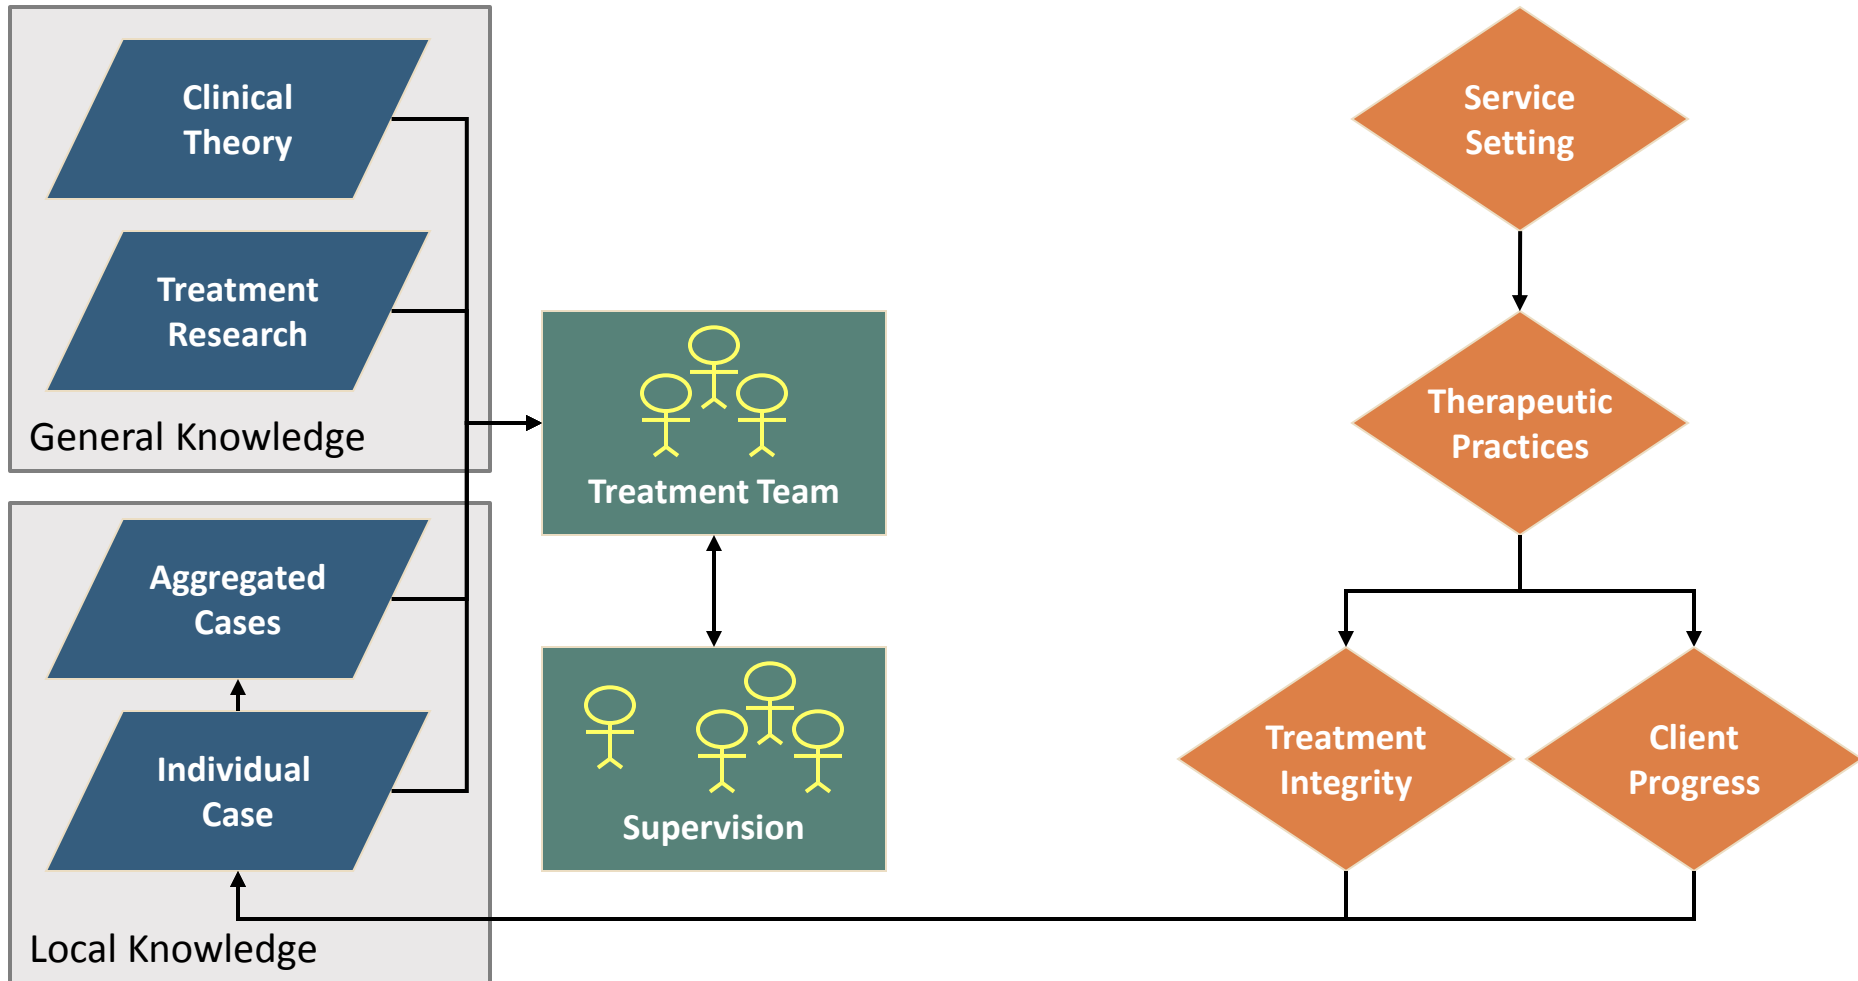 Clinical
Theory
Treatment
Research
General Knowledge
Aggregated
Cases
Individual
Case
Local Knowledge
Treatment Team
Supervision
Service
Setting
Therapeutic
Practices
Treatment
Integrity
Client
Progress